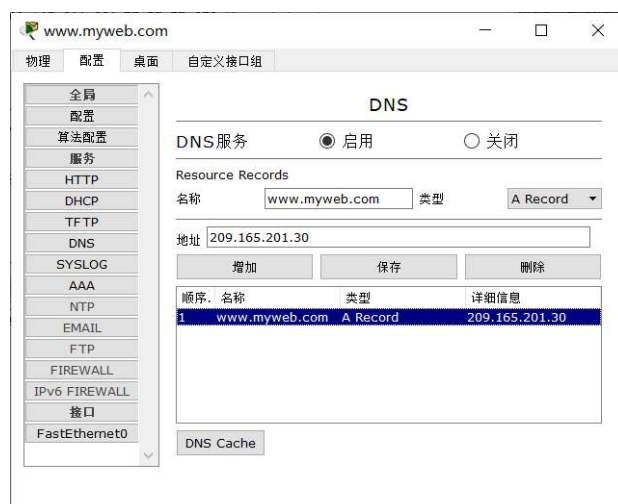 www.myweb.com
物理 配置 桌面 自定义接口组
全局
配置
算法配置
服务
HTTP
DHCP
TFTP
DNS
SYSLOG
AAA
NTP
EMAIL
FTP
FIREWALL
IPv6 FIREWALL
接口
FastEthernet0
DNS
DNS服务 启用 关闭
Resource Records
名称 www.myweb.com 类型 A Record
地址 209.165.201.30
增加 保存 删除
顺序. 名称 类型 详细信息
1 www.myweb.com A Record 209.165.201.30
DNS Cache